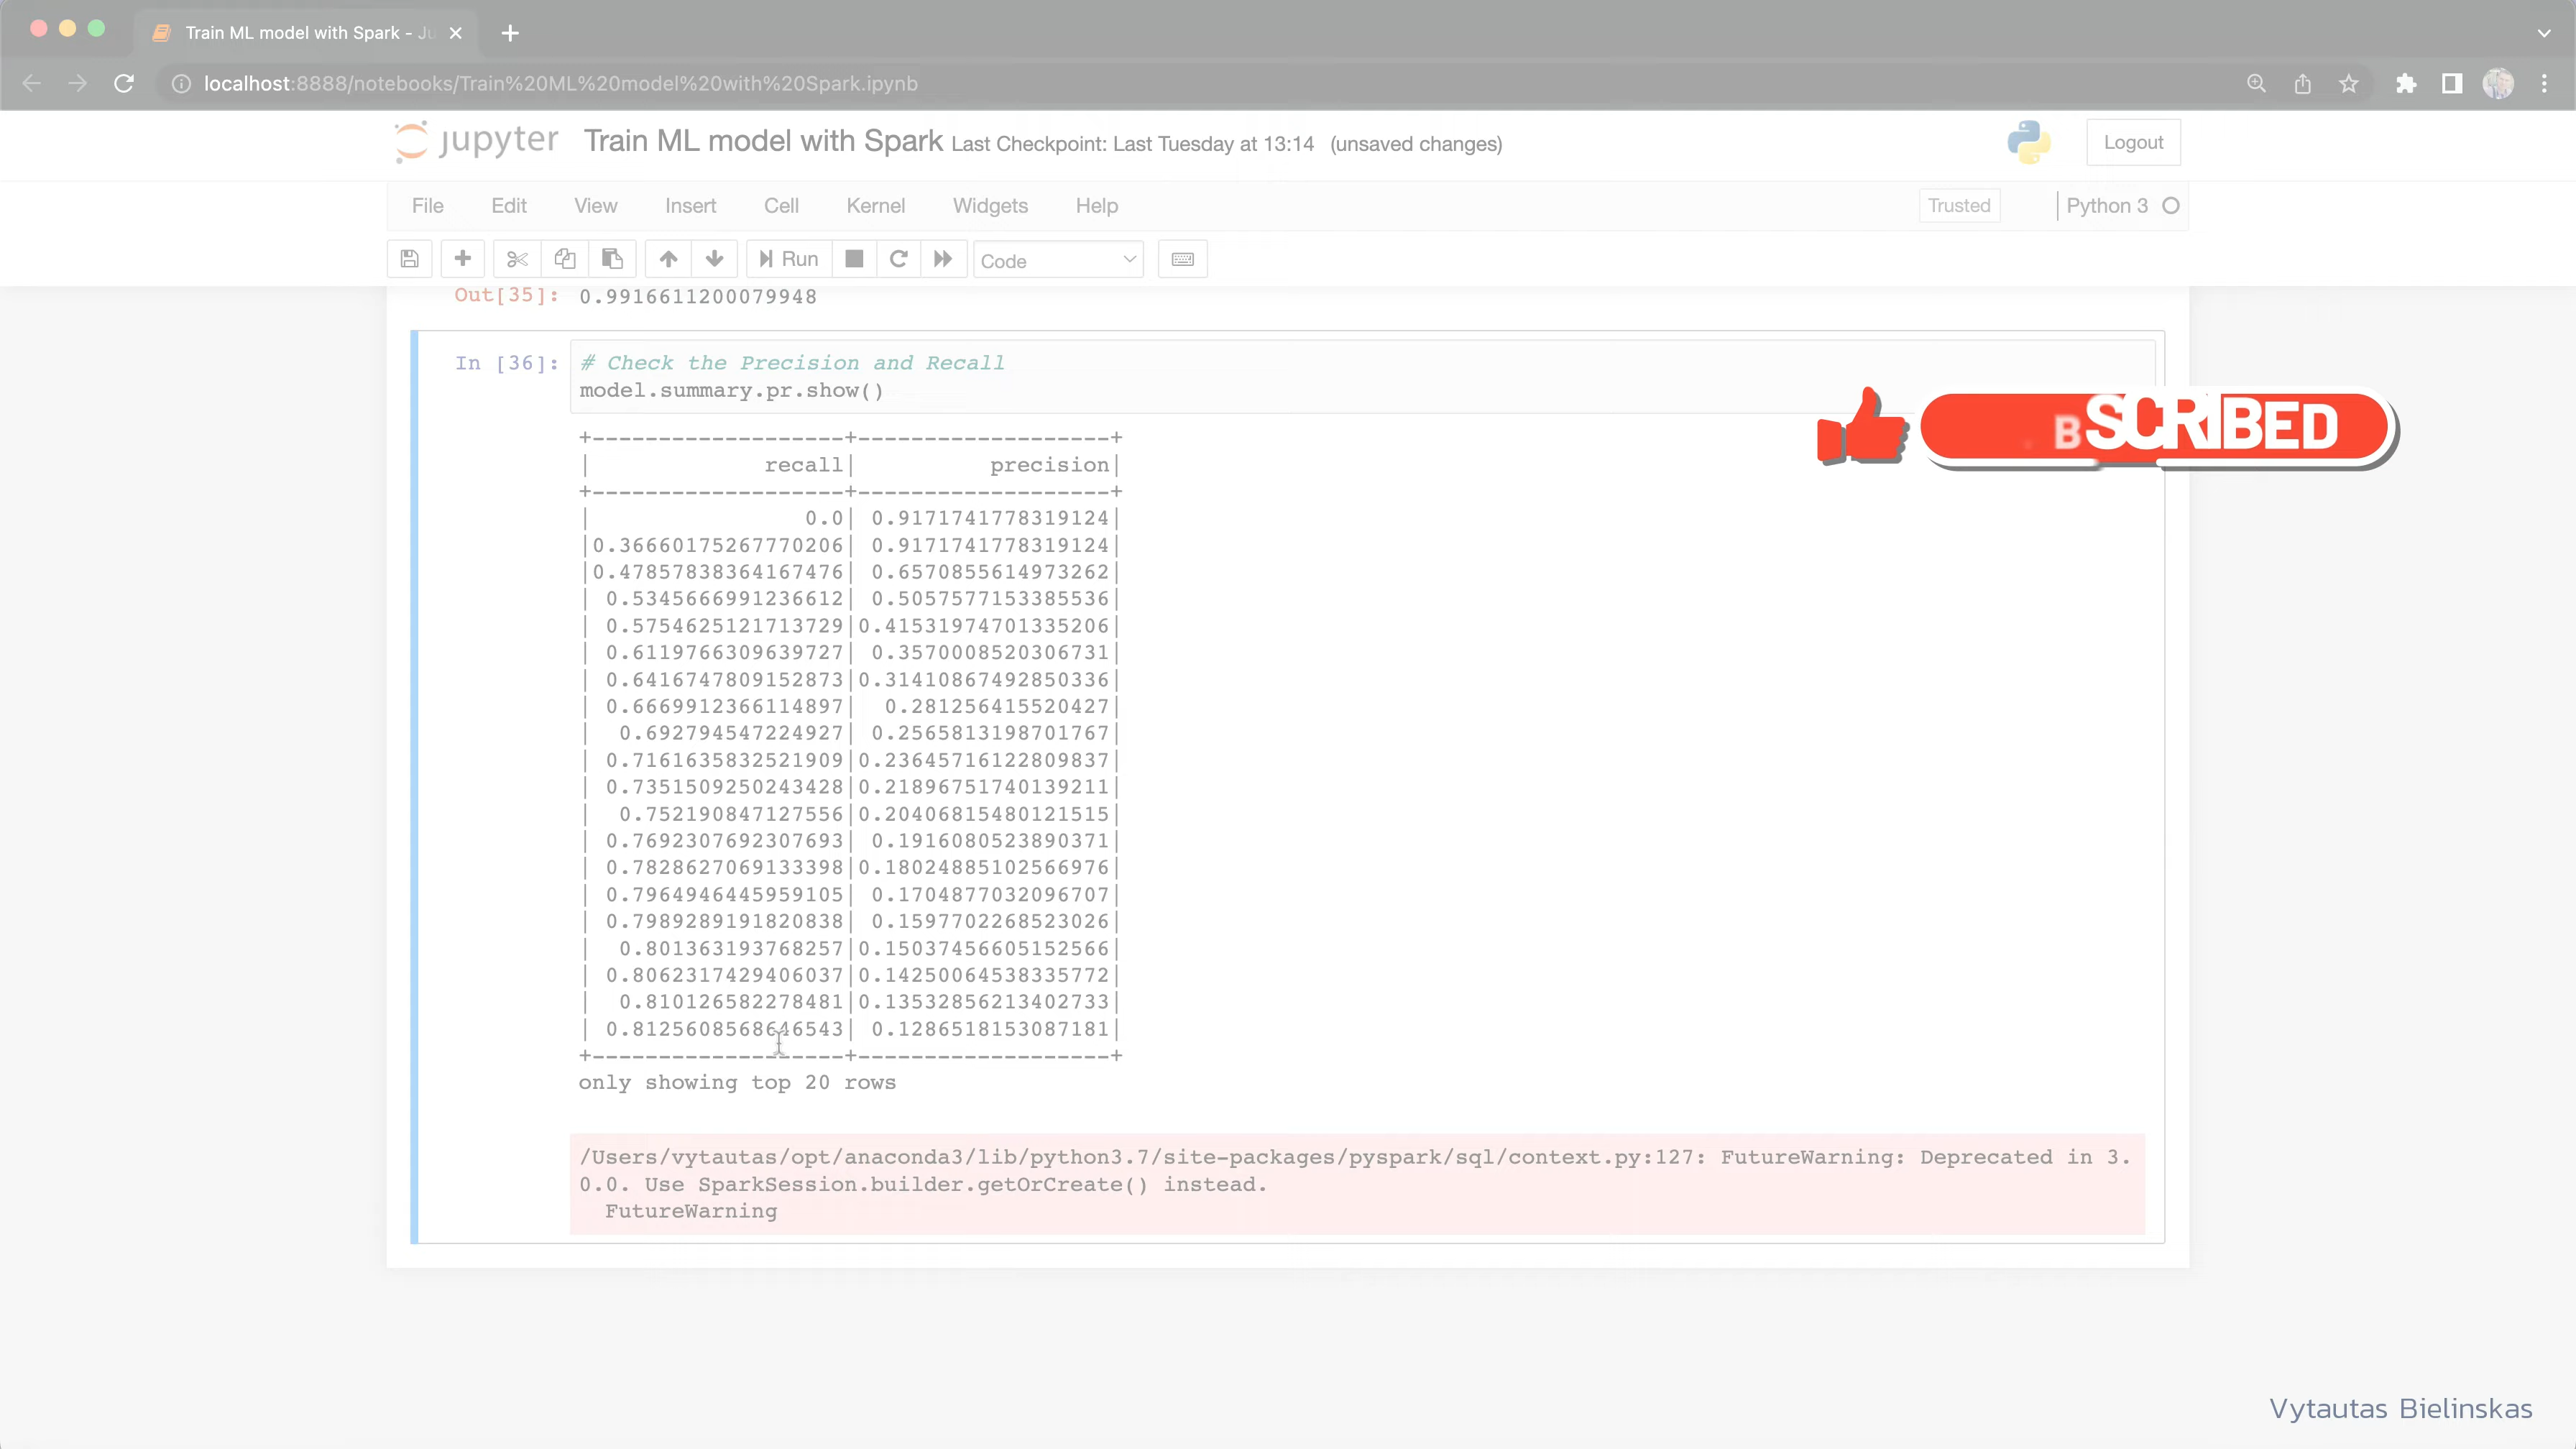 Train ML model with Spark - Ju
localhost:8888/notebooks/Train%20ML%20model%20with%20Spark.ipynb
jupyter Train ML model with Spark Last Checkpoint: Last Tuesday at 13:14 (unsaved changes)
Logout
File Edit View Insert Cell Kernel Widgets Help Trusted Python 3
Run Code
Out[35]: 0.9916611200079948
In [36]: # Check the Precision and Recall
model.summary.pr.show()
BSCRIBED
+-------------------+-------------------+
| recall| precision|
+-------------------+-------------------+
| 0.0| 0.9171741778319124|
|0.36660175267770206| 0.9171741778319124|
|0.47857838364167476| 0.6570855614973262|
| 0.5345666991236612| 0.5057577153385536|
| 0.5754625121713729|0.41531974701335206|
| 0.6119766309639727| 0.3570008520306731|
| 0.6416747809152873|0.31410867492850336|
| 0.6669912366114897| 0.281256415520427|
| 0.692794547224927| 0.2565813198701767|
| 0.7161635832521909|0.23645716122809837|
| 0.7351509250243428|0.21896751740139211|
| 0.752190847127556|0.20406815480121515|
| 0.7692307692307693| 0.1916080523890371|
| 0.7828627069133398|0.18024885102566976|
| 0.7964946445959105| 0.1704877032096707|
| 0.7989289191820838| 0.1597702268523026|
| 0.801363193768257|0.15037456605152566|
| 0.8062317429406037|0.14250064538335772|
| 0.810126582278481|0.13532856213402733|
| 0.8125608568646543| 0.1286518153087181|
+-------------------+-------------------+
only showing top 20 rows
/Users/vytautas/opt/anaconda3/lib/python3.7/site-packages/pyspark/sql/context.py:127: FutureWarning: Deprecated in 3.
0.0. Use SparkSession.builder.getOrCreate() instead.
FutureWarning
Vytautas Bielinskas